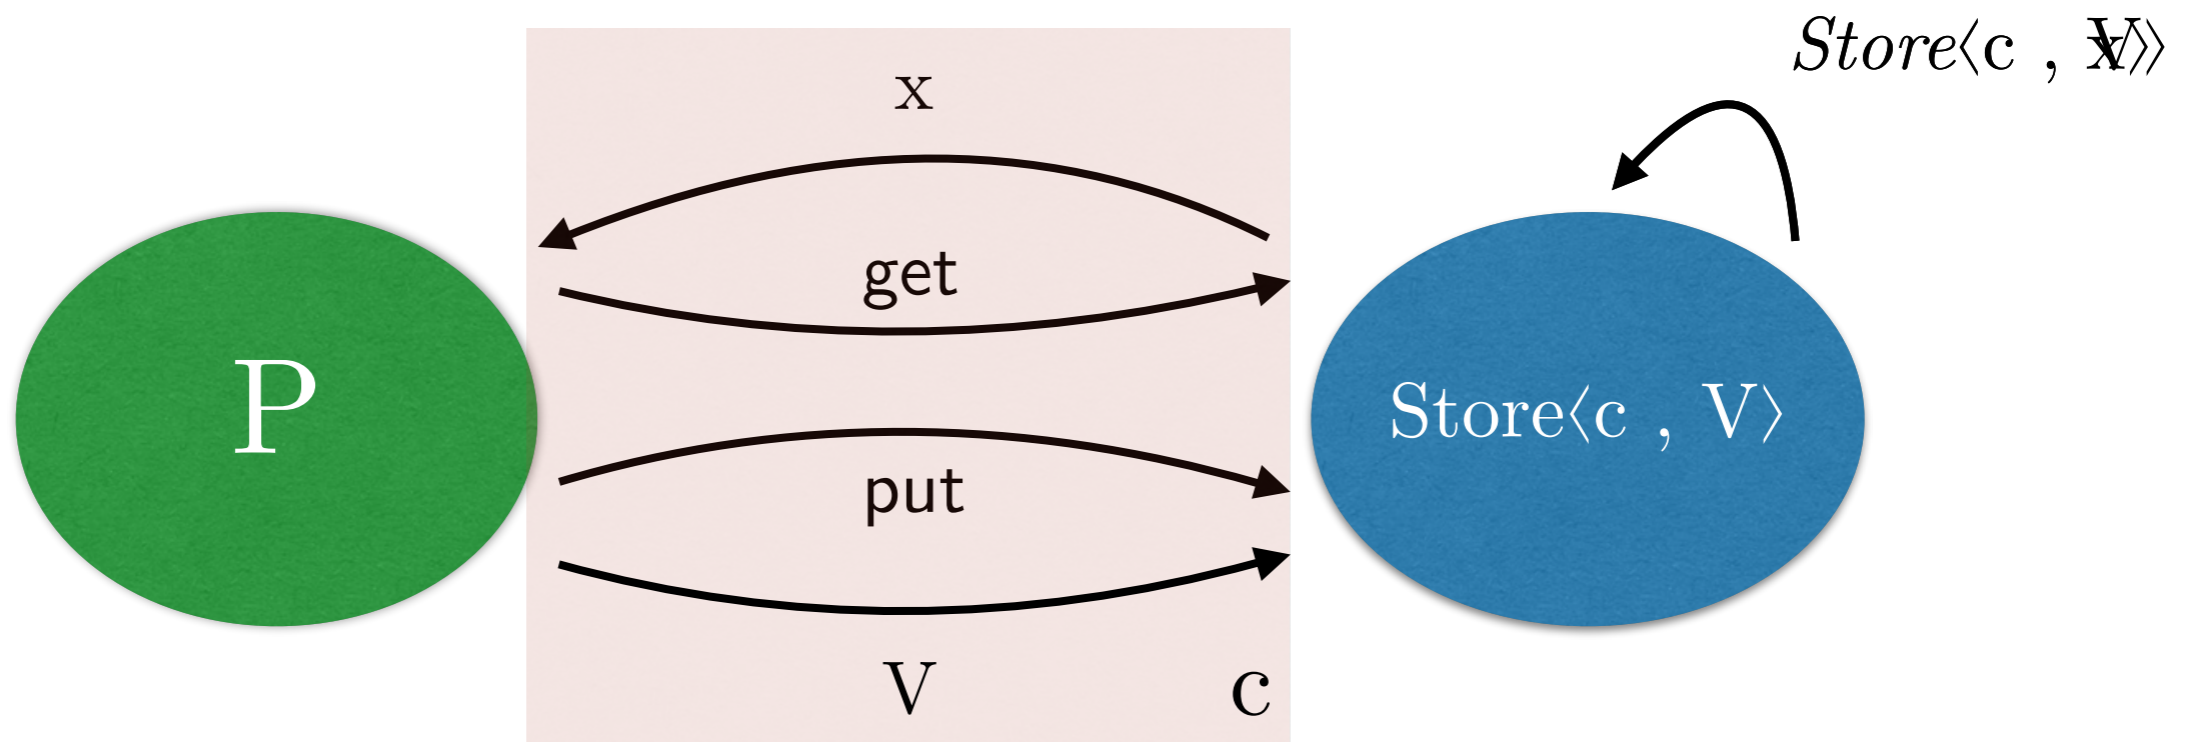 Store⟨c ,
x
get
P
Store⟨c , V⟩
put
V
c